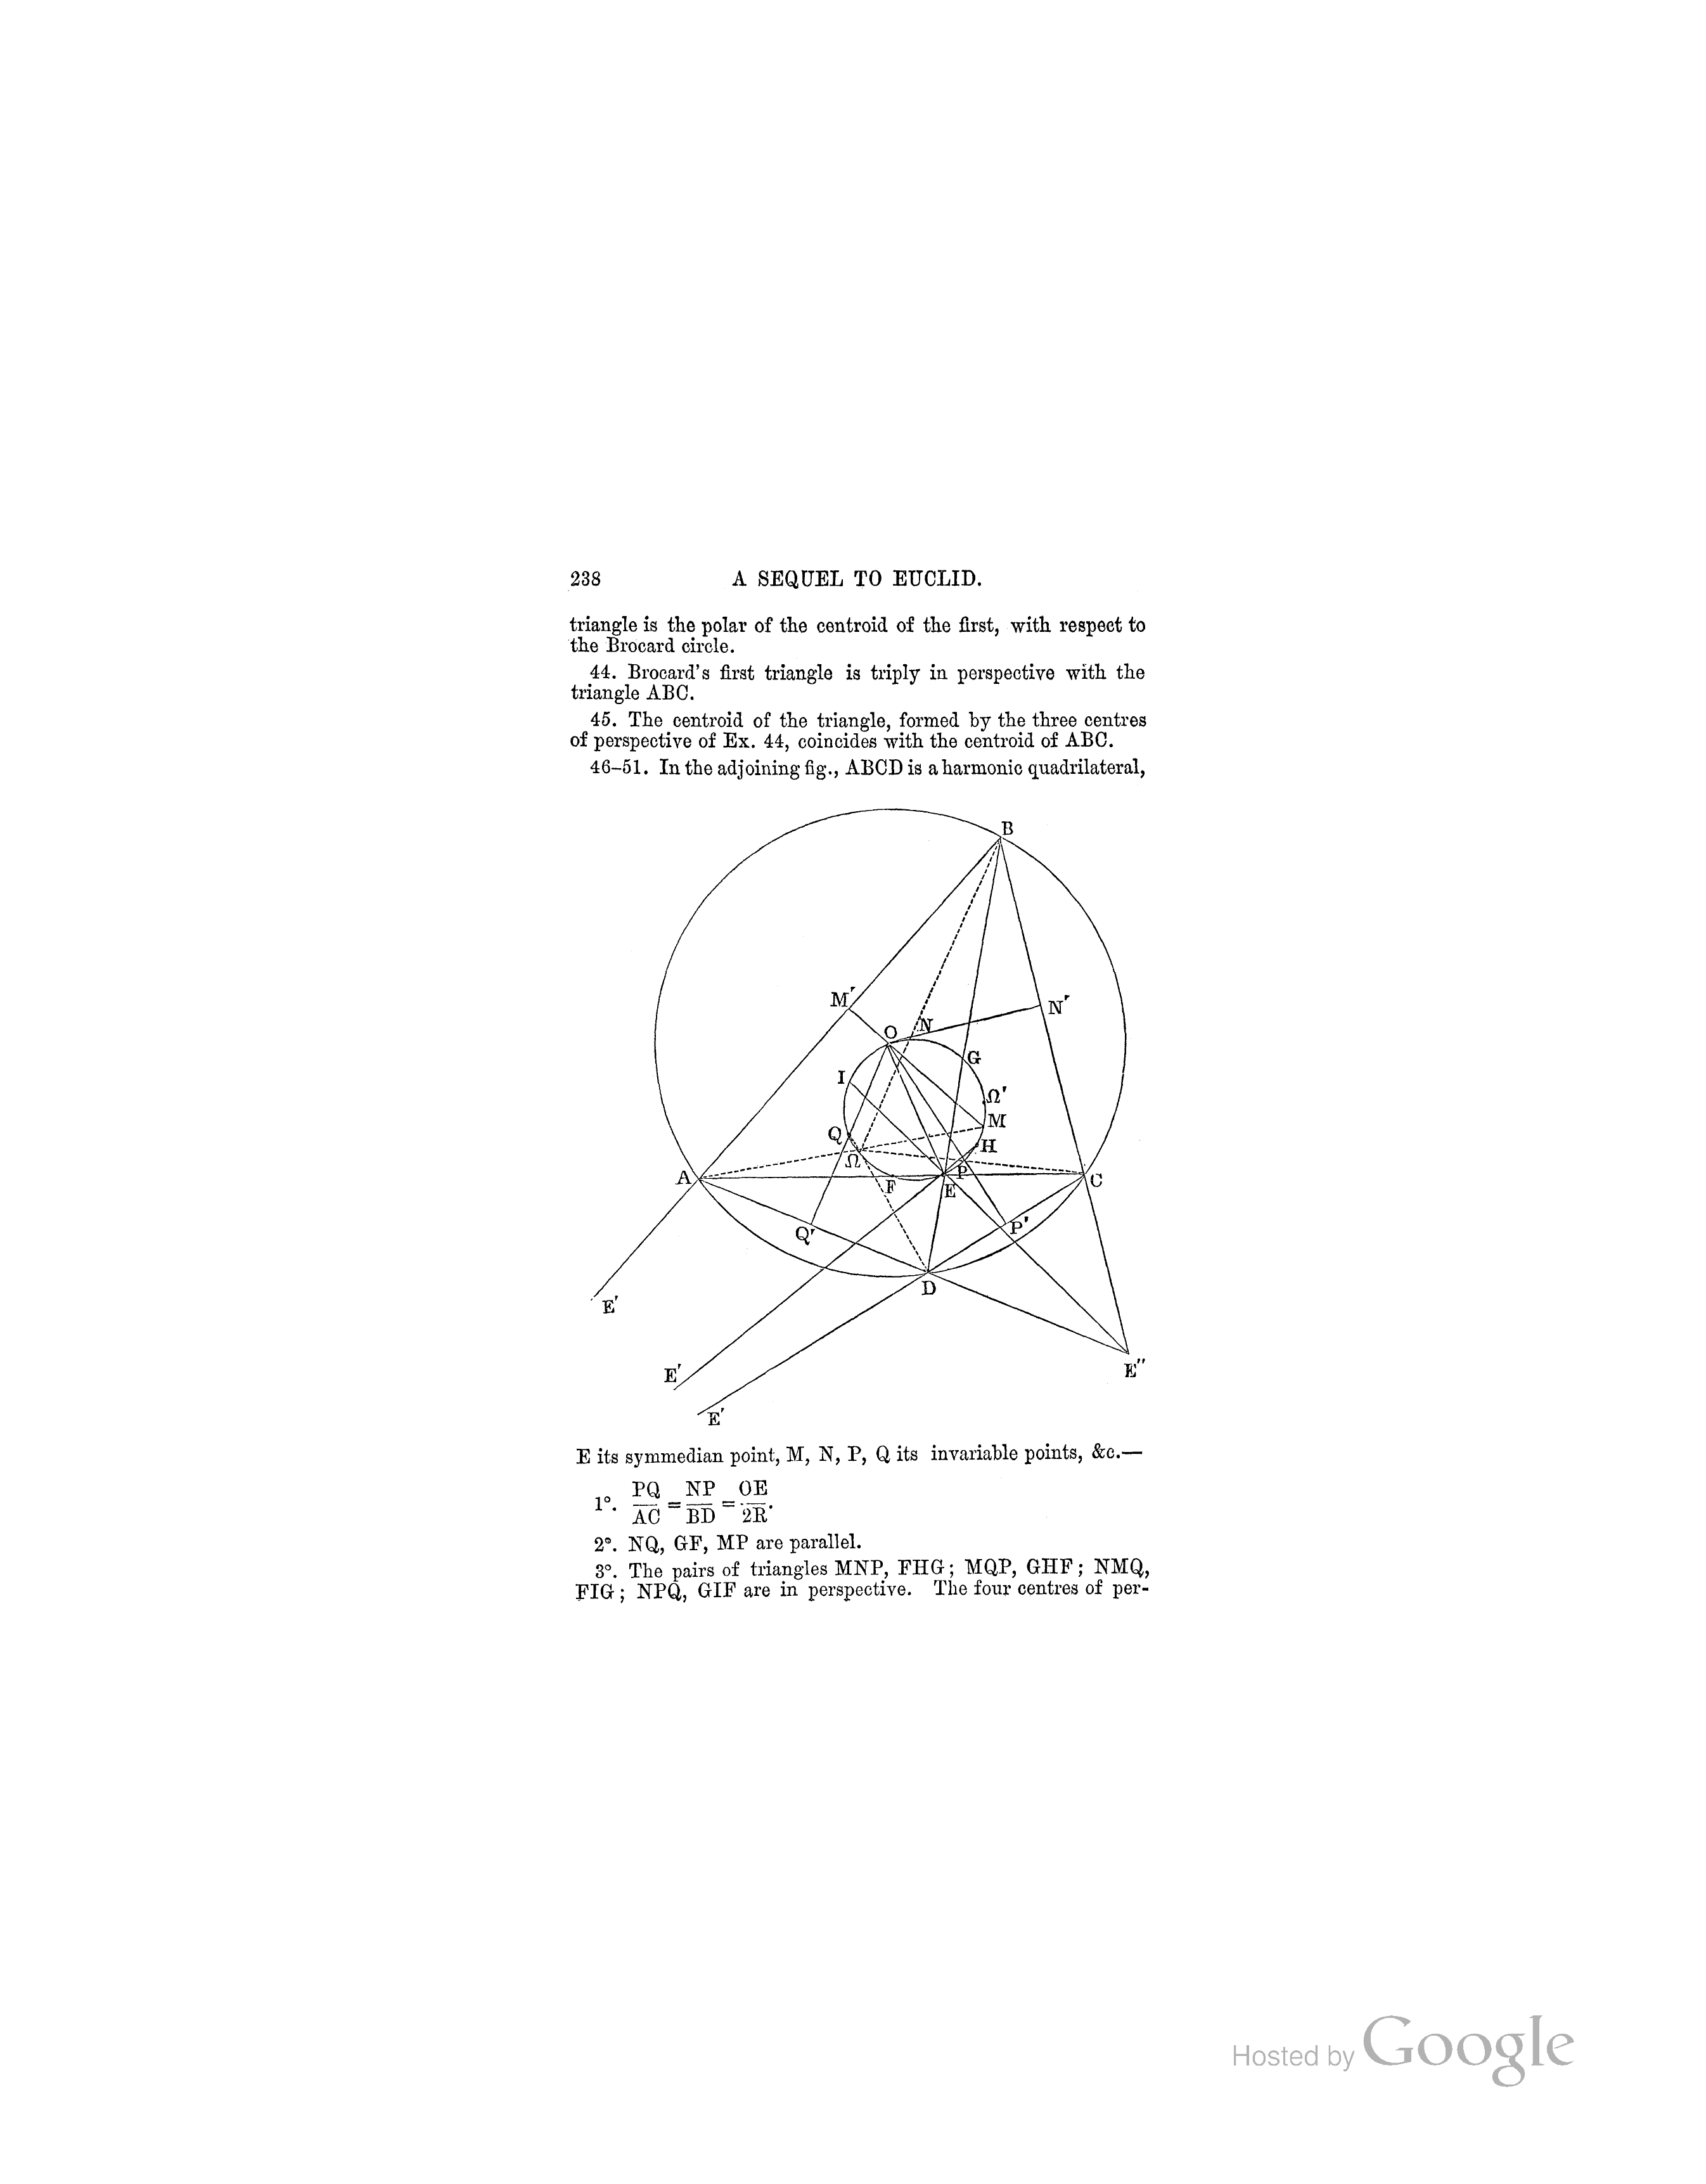 238 A SEQUEL TO EUCLID.
triangle is the polar of the centroid of the first, with respect to
the Brocard circle.
44. Brocard's first triangle is triply in perspective with the
triangle ABC.
45. The centroid of the triangle, formed by the three centres
of perspective of Ex. 44, coincides with the centroid of ABC.
46–51. In the adjoining fig., ABCD is a harmonic quadrilateral,
B
M′
N′
O
N
G
I
Ω′
M
Q
H
Ω
P
A
F
E
C
Q′
P′
D
E′
E′
E″
E′
E its symmedian point, M, N, P, Q its invariable points, &c.—
1°. PQ/AC = NP/BD = OE/2R.
2°. NQ, GF, MP are parallel.
3°. The pairs of triangles MNP, FHG; MQP, GHF; NMQ,
FIG; NPQ, GIF are in perspective. The four centres of per-
Hosted by Google